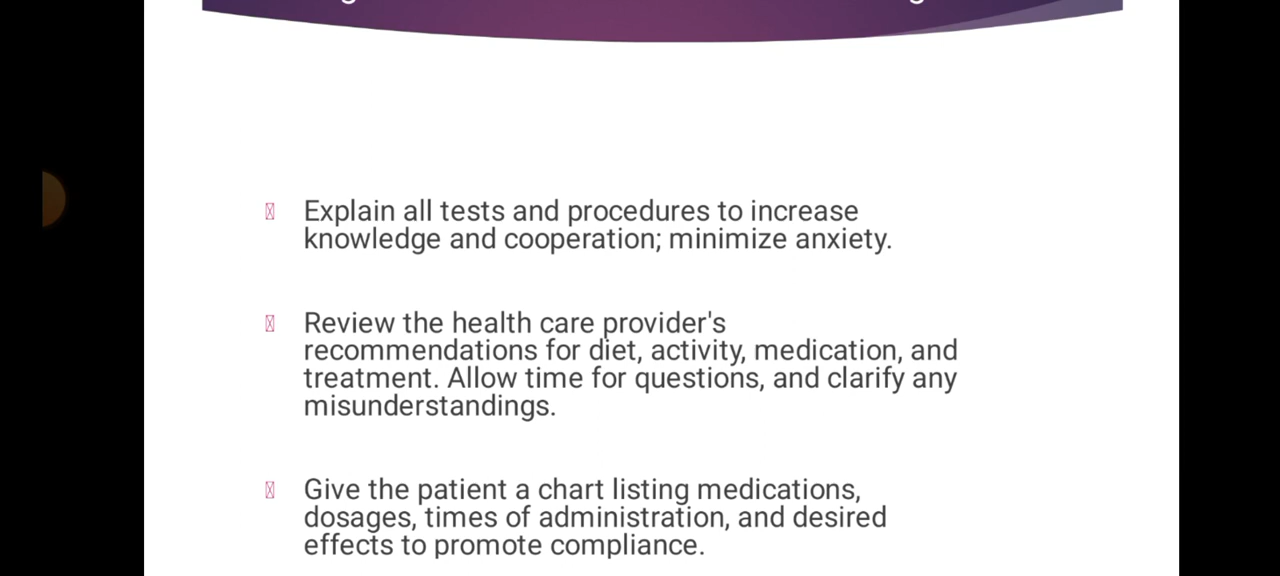 Explain all tests and procedures to increase
knowledge and cooperation; minimize anxiety.
Review the health care provider's
recommendations for diet, activity, medication, and
treatment. Allow time for questions, and clarify any
misunderstandings.
Give the patient a chart listing medications,
dosages, times of administration, and desired
effects to promote compliance.